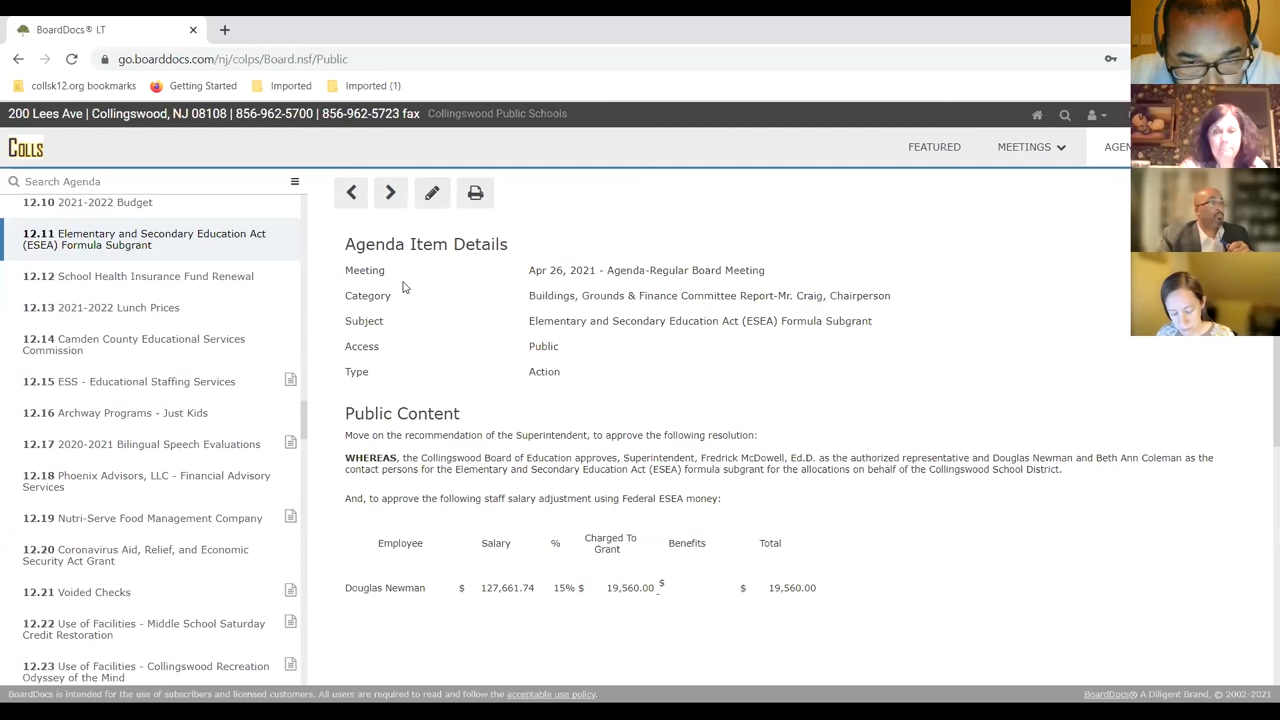 BoardDocs® LT
go.boarddocs.com/nj/colps/Board.nsf/Public
collsk12.org bookmarks
Getting Started
Imported
Imported (1)
200 Lees Ave | Collingswood, NJ 08108 | 856-962-5700 | 856-962-5723 fax
Collingswood Public Schools
COLLS
FEATURED
MEETINGS
AGEN
Search Agenda
12.10 2021-2022 Budget
12.11 Elementary and Secondary Education Act
(ESEA) Formula Subgrant
12.12 School Health Insurance Fund Renewal
12.13 2021-2022 Lunch Prices
12.14 Camden County Educational Services
Commission
12.15 ESS - Educational Staffing Services
12.16 Archway Programs - Just Kids
12.17 2020-2021 Bilingual Speech Evaluations
12.18 Phoenix Advisors, LLC - Financial Advisory
Services
12.19 Nutri-Serve Food Management Company
12.20 Coronavirus Aid, Relief, and Economic
Security Act Grant
12.21 Voided Checks
12.22 Use of Facilities - Middle School Saturday
Credit Restoration
12.23 Use of Facilities - Collingswood Recreation
Odyssey of the Mind
Agenda Item Details
Meeting Apr 26, 2021 - Agenda-Regular Board Meeting
Category Buildings, Grounds & Finance Committee Report-Mr. Craig, Chairperson
Subject Elementary and Secondary Education Act (ESEA) Formula Subgrant
Access Public
Type Action
Public Content
Move on the recommendation of the Superintendent, to approve the following resolution:
WHEREAS, the Collingswood Board of Education approves, Superintendent, Fredrick McDowell, Ed.D. as the authorized representative and Douglas Newman and Beth Ann Coleman as the
contact persons for the Elementary and Secondary Education Act (ESEA) formula subgrant for the allocations on behalf of the Collingswood School District.
And, to approve the following staff salary adjustment using Federal ESEA money:
Employee Salary % Charged To Grant Benefits Total
Douglas Newman $ 127,661.74 15% $ 19,560.00 $ - $ 19,560.00
BoardDocs is intended for the use of subscribers and licensed customers. All users are required to read and follow the acceptable use policy.
BoardDocs® A Diligent Brand, © 2002-2021